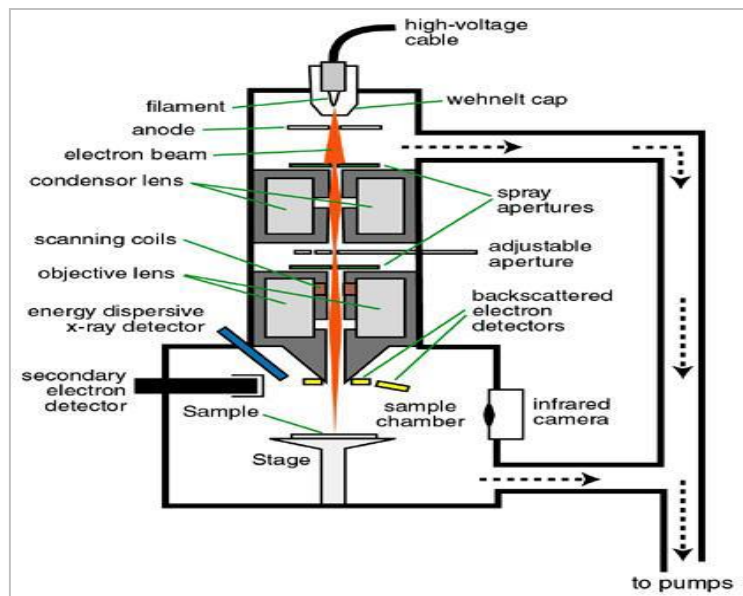 high-voltage
cable
filament
wehnelt cap
anode
electron beam
condensor lens
spray
apertures
scanning coils
adjustable
aperture
objective lens
energy dispersive
x-ray detector
backscattered
electron
detectors
secondary
electron
detector
Sample
sample
chamber
infrared
camera
Stage
to pumps